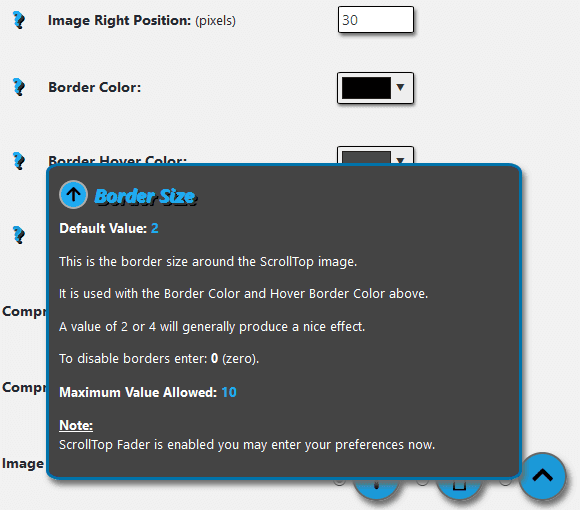 Image Right Position: (pixels)
30
Border Color:
Border Hover Color:
Border Size
Default Value: 2
This is the border size around the ScrollTop image.
It is used with the Border Color and Hover Border Color above.
A value of 2 or 4 will generally produce a nice effect.
To disable borders enter: 0 (zero).
Maximum Value Allowed: 10
Note:
ScrollTop Fader is enabled you may enter your preferences now.
Compr
Compr
Image